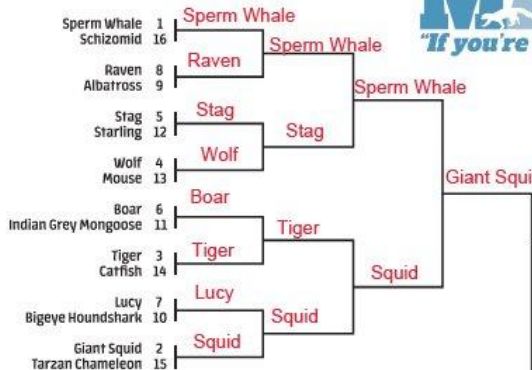 "If you're
Sperm Whale 1
Schizomid 16
Raven 8
Albatross 9
Stag 5
Starling 12
Wolf 4
Mouse 13
Boar 6
Indian Grey Mongoose 11
Tiger 3
Catfish 14
Lucy 7
Bigeye Houndshark 10
Giant Squid 2
Tarzan Chameleon 15
Sperm Whale
Raven
Stag
Wolf
Boar
Tiger
Lucy
Squid
Sperm Whale
Stag
Tiger
Squid
Sperm Whale
Squid
Giant Squi